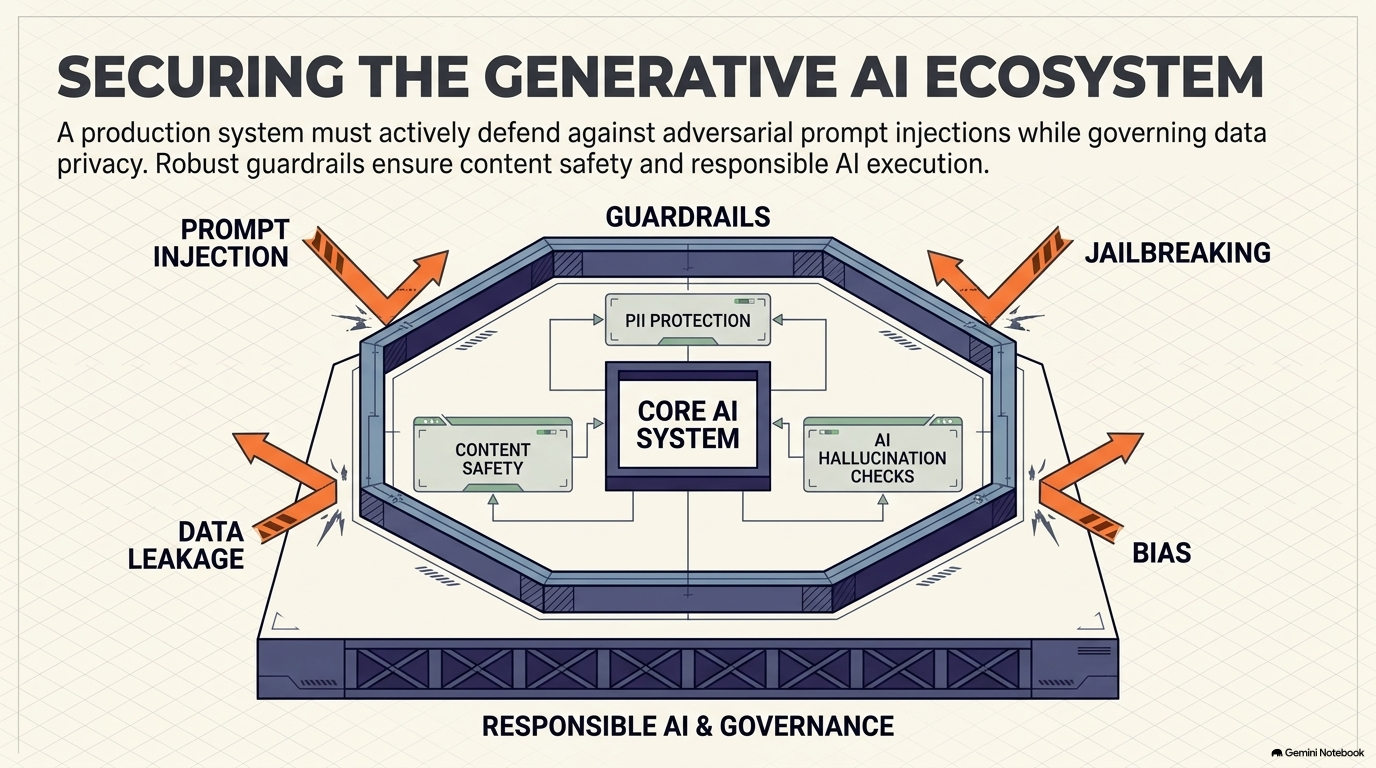 SECURING THE GENERATIVE AI ECOSYSTEM
A production system must actively defend against adversarial prompt injections while governing data
privacy. Robust guardrails ensure content safety and responsible AI execution.
GUARDRAILS
PROMPT
INJECTION
JAILBREAKING
PII PROTECTION
CORE AI
SYSTEM
CONTENT
SAFETY
AI
HALLUCINATION
CHECKS
DATA
LEAKAGE
BIAS
RESPONSIBLE AI & GOVERNANCE
Gemini Notebook